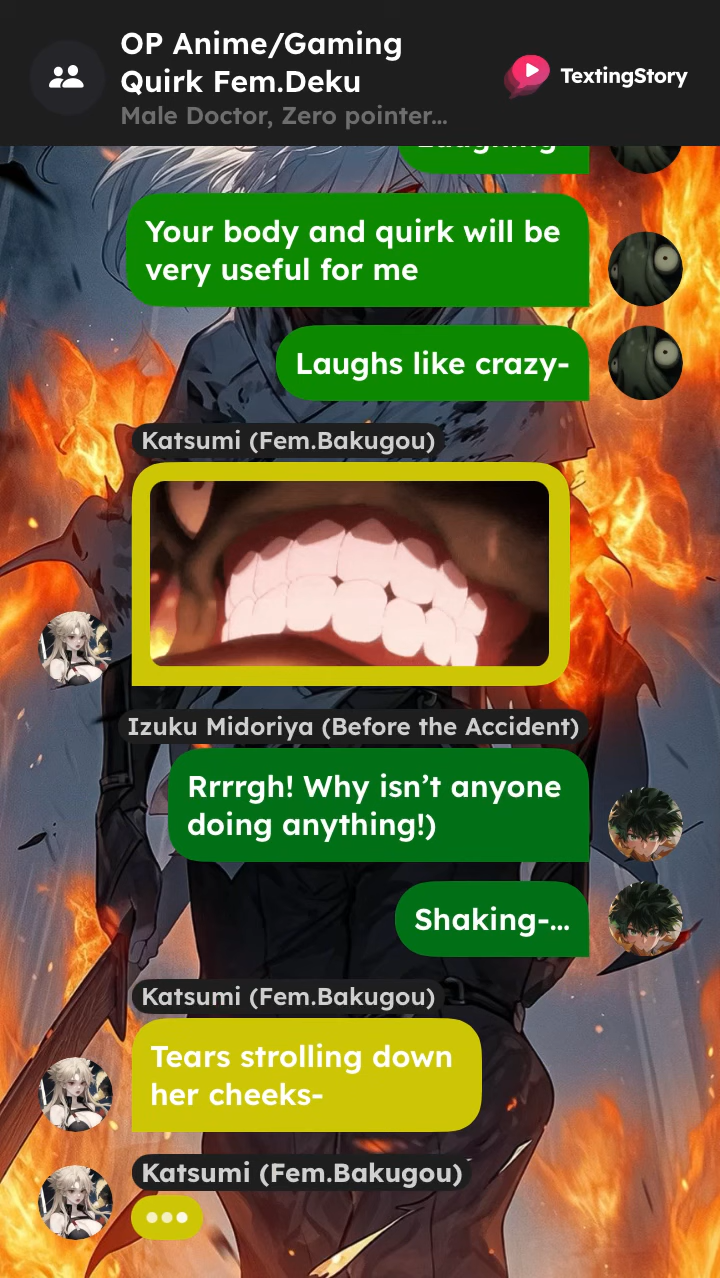 OP Anime/Gaming
Quirk Fem.Deku
Male Doctor, Zero pointer...
TextingStory
Your body and quirk will be
very useful for me
Laughs like crazy-
Katsumi (Fem.Bakugou)
Izuku Midoriya (Before the Accident)
Rrrrgh! Why isn’t anyone
doing anything!)
Shaking-...
Katsumi (Fem.Bakugou)
Tears strolling down
her cheeks-
Katsumi (Fem.Bakugou)